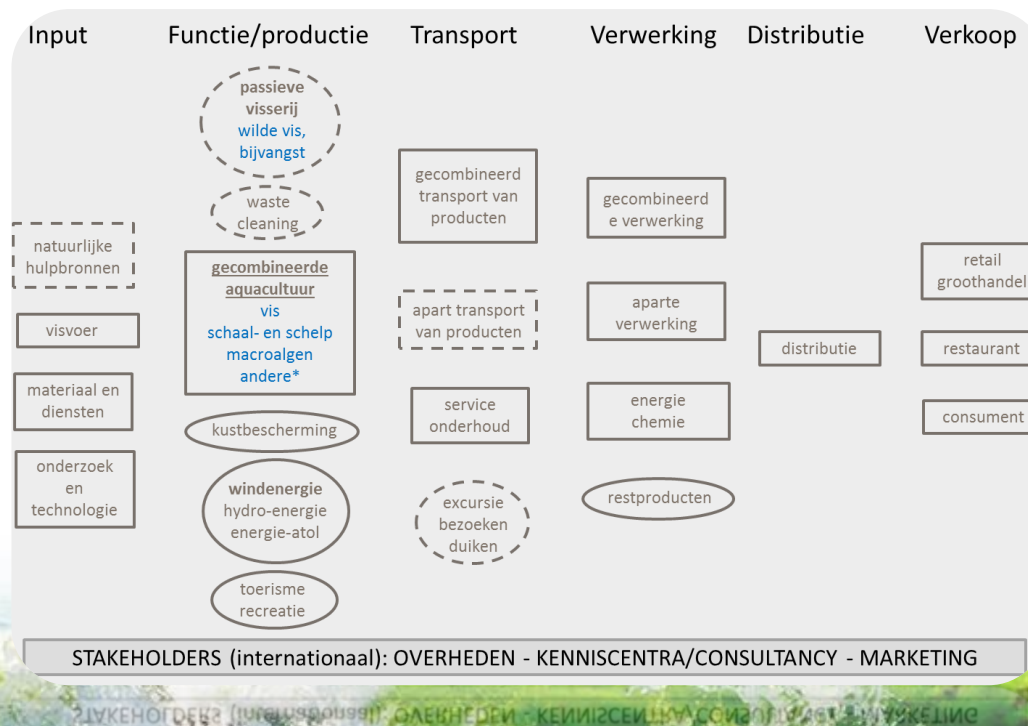 Input
Functie/productie
Transport
Verwerking
Distributie
Verkoop
natuurlijke
hulpbronnen
visvoer
materiaal en
diensten
onderzoek
en
technologie
passieve
visserij
wilde vis,
bijvangst
waste
cleaning
gecombineerde
aquacultuur
vis
schaal- en schelp
macroalgen
andere*
kustbescherming
windenergie
hydro-energie
energie-atol
toerisme
recreatie
gecombineerd
transport van
producten
apart transport
van producten
service
onderhoud
excursie
bezoeken
duiken
gecombineerd
e verwerking
aparte
verwerking
energie
chemie
restproducten
distributie
retail
groothandel
restaurant
consument
STAKEHOLDERS (internationaal): OVERHEDEN - KENNISCENTRA/CONSULTANCY - MARKETING